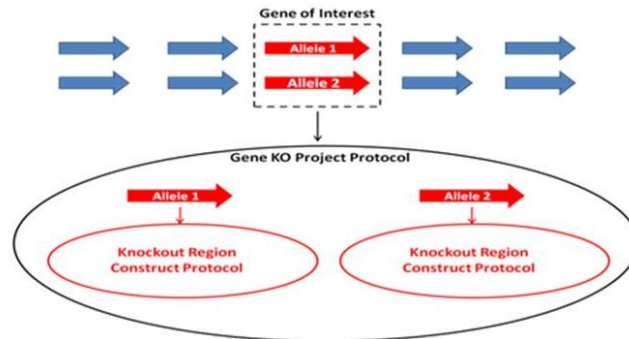 Gene of Interest
Allele 1
Allele 2
Gene KO Project Protocol
Allele 1
Allele 2
Knockout Region
Construct Protocol
Knockout Region
Construct Protocol